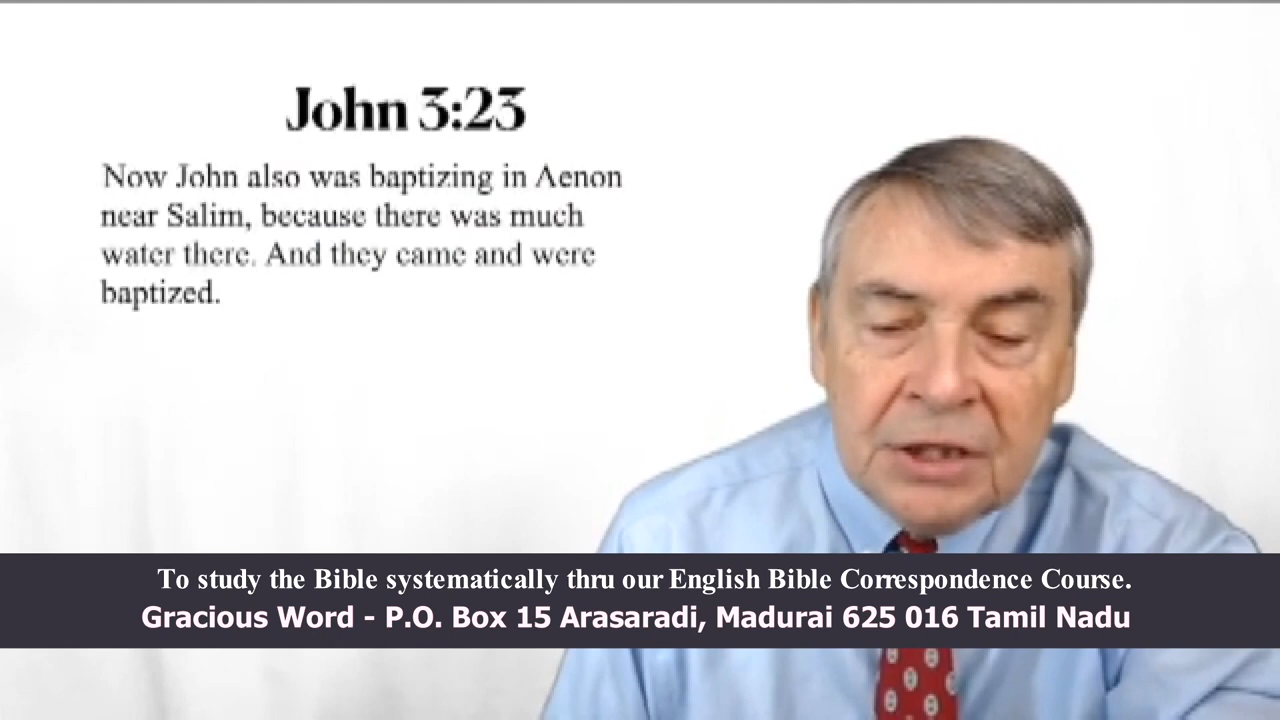 John 3:23
Now John also was baptizing in Aenon
near Salim, because there was much
water there. And they came and were
baptized.
To study the Bible systematically thru our English Bible Correspondence Course.
Gracious Word - P.O. Box 15 Arasaradi, Madurai 625 016 Tamil Nadu